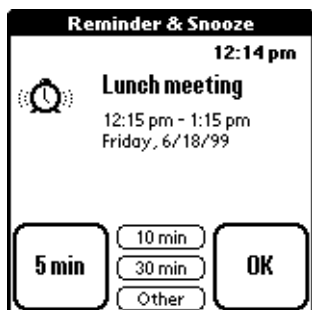 Reminder & Snooze
12:14 pm
Lunch meeting
12:15 pm - 1:15 pm
Friday, 6/18/99
5 min
10 min
30 min
Other
OK